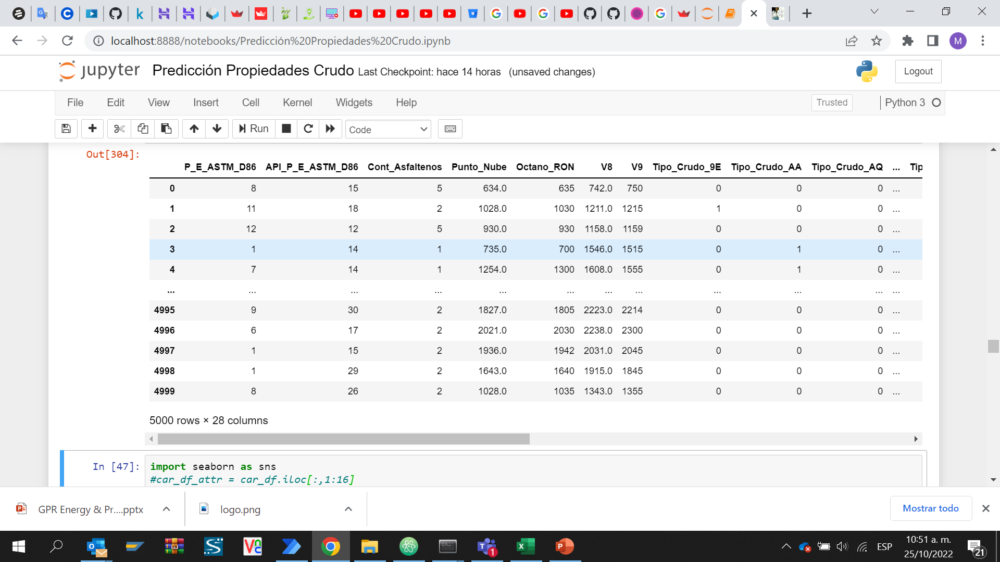 localhost:8888/notebooks/Predicción%20Propiedades%20Crudo.ipynb
M
jupyter Predicción Propiedades Crudo Last Checkpoint: hace 14 horas (unsaved changes)
Logout
File Edit View Insert Cell Kernel Widgets Help
Trusted
Python 3
Run
Code
Out[304]:
P_E_ASTM_D86 API_P_E_ASTM_D86 Cont_Asfaltenos Punto_Nube Octano_RON V8 V9 Tipo_Crudo_9E Tipo_Crudo_AA Tipo_Crudo_AQ ... Tip
0 8 15 5 634.0 635 742.0 750 0 0 0 ...
1 11 18 2 1028.0 1030 1211.0 1215 1 0 0 ...
2 12 12 5 930.0 930 1158.0 1159 0 0 0 ...
3 1 14 1 735.0 700 1546.0 1515 0 1 0 ...
4 7 14 1 1254.0 1300 1608.0 1555 0 1 0 ...
... ... ... ... ... ... ... ... ... ... ... ...
4995 9 30 2 1827.0 1805 2223.0 2214 0 0 0 ...
4996 6 17 2 2021.0 2030 2238.0 2300 0 0 0 ...
4997 1 15 2 1936.0 1942 2031.0 2045 0 0 0 ...
4998 1 29 2 1643.0 1640 1915.0 1845 0 0 0 ...
4999 8 26 2 1028.0 1035 1343.0 1355 0 0 0 ...
5000 rows × 28 columns
In [47]:
import seaborn as sns
#car_df_attr = car_df.iloc[:,1:16]
GPR Energy & Pr....pptx
logo.png
Mostrar todo
ESP
10:51 a. m.
25/10/2022
21